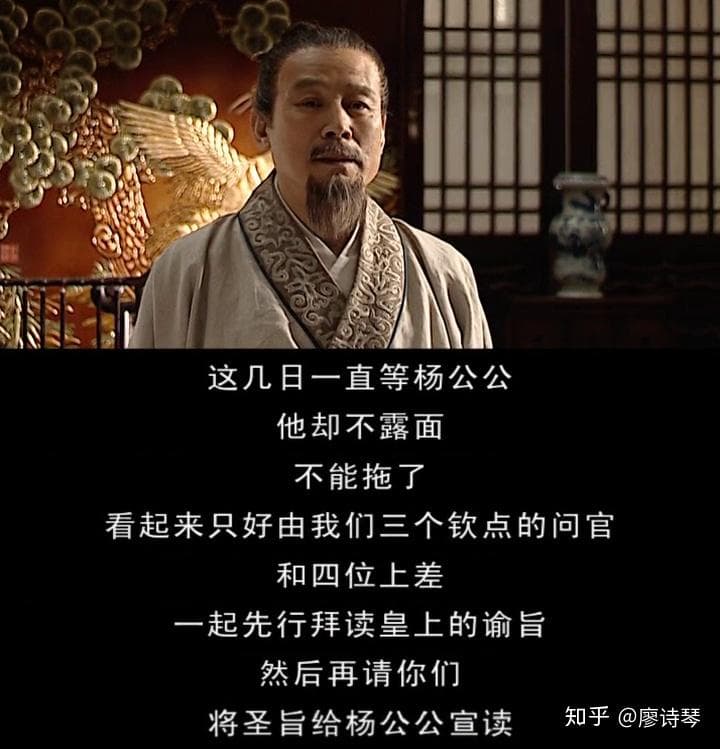 这几日一直等杨公公
他却不露面
不能拖了
看起来只好由我们三个钦点的问官
和四位上差
一起先行拜读皇上的谕旨
然后再请你们
将圣旨给杨公公宣读
知乎 @廖诗琴